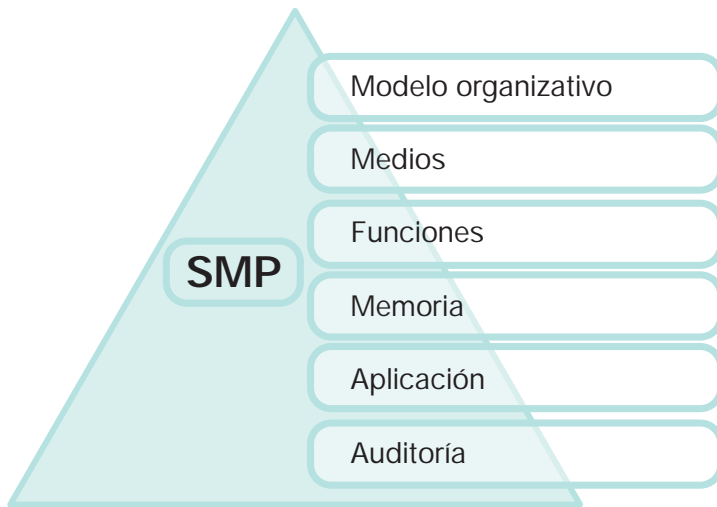 Modelo organizativo
Medios
Funciones
SMP
Memoria
Aplicación
Auditoría